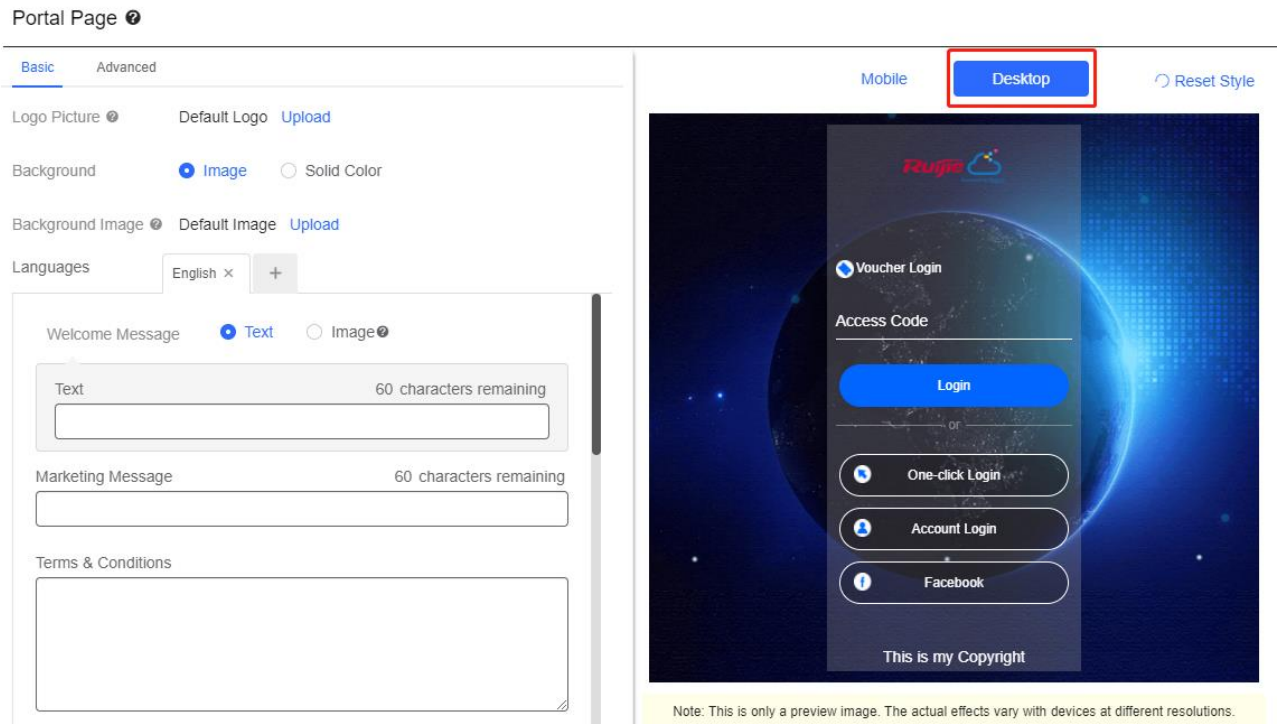 Portal Page
Basic Advanced
Logo Picture Default Logo Upload
Background Image Solid Color
Background Image Default Image Upload
Languages English × +
Welcome Message Text Image
Text 60 characters remaining
Marketing Message 60 characters remaining
Terms & Conditions
Mobile Desktop Reset Style
Ruijie
Voucher Login
Access Code
Login
or
One-click Login
Account Login
Facebook
This is my Copyright
Note: This is only a preview image. The actual effects vary with devices at different resolutions.